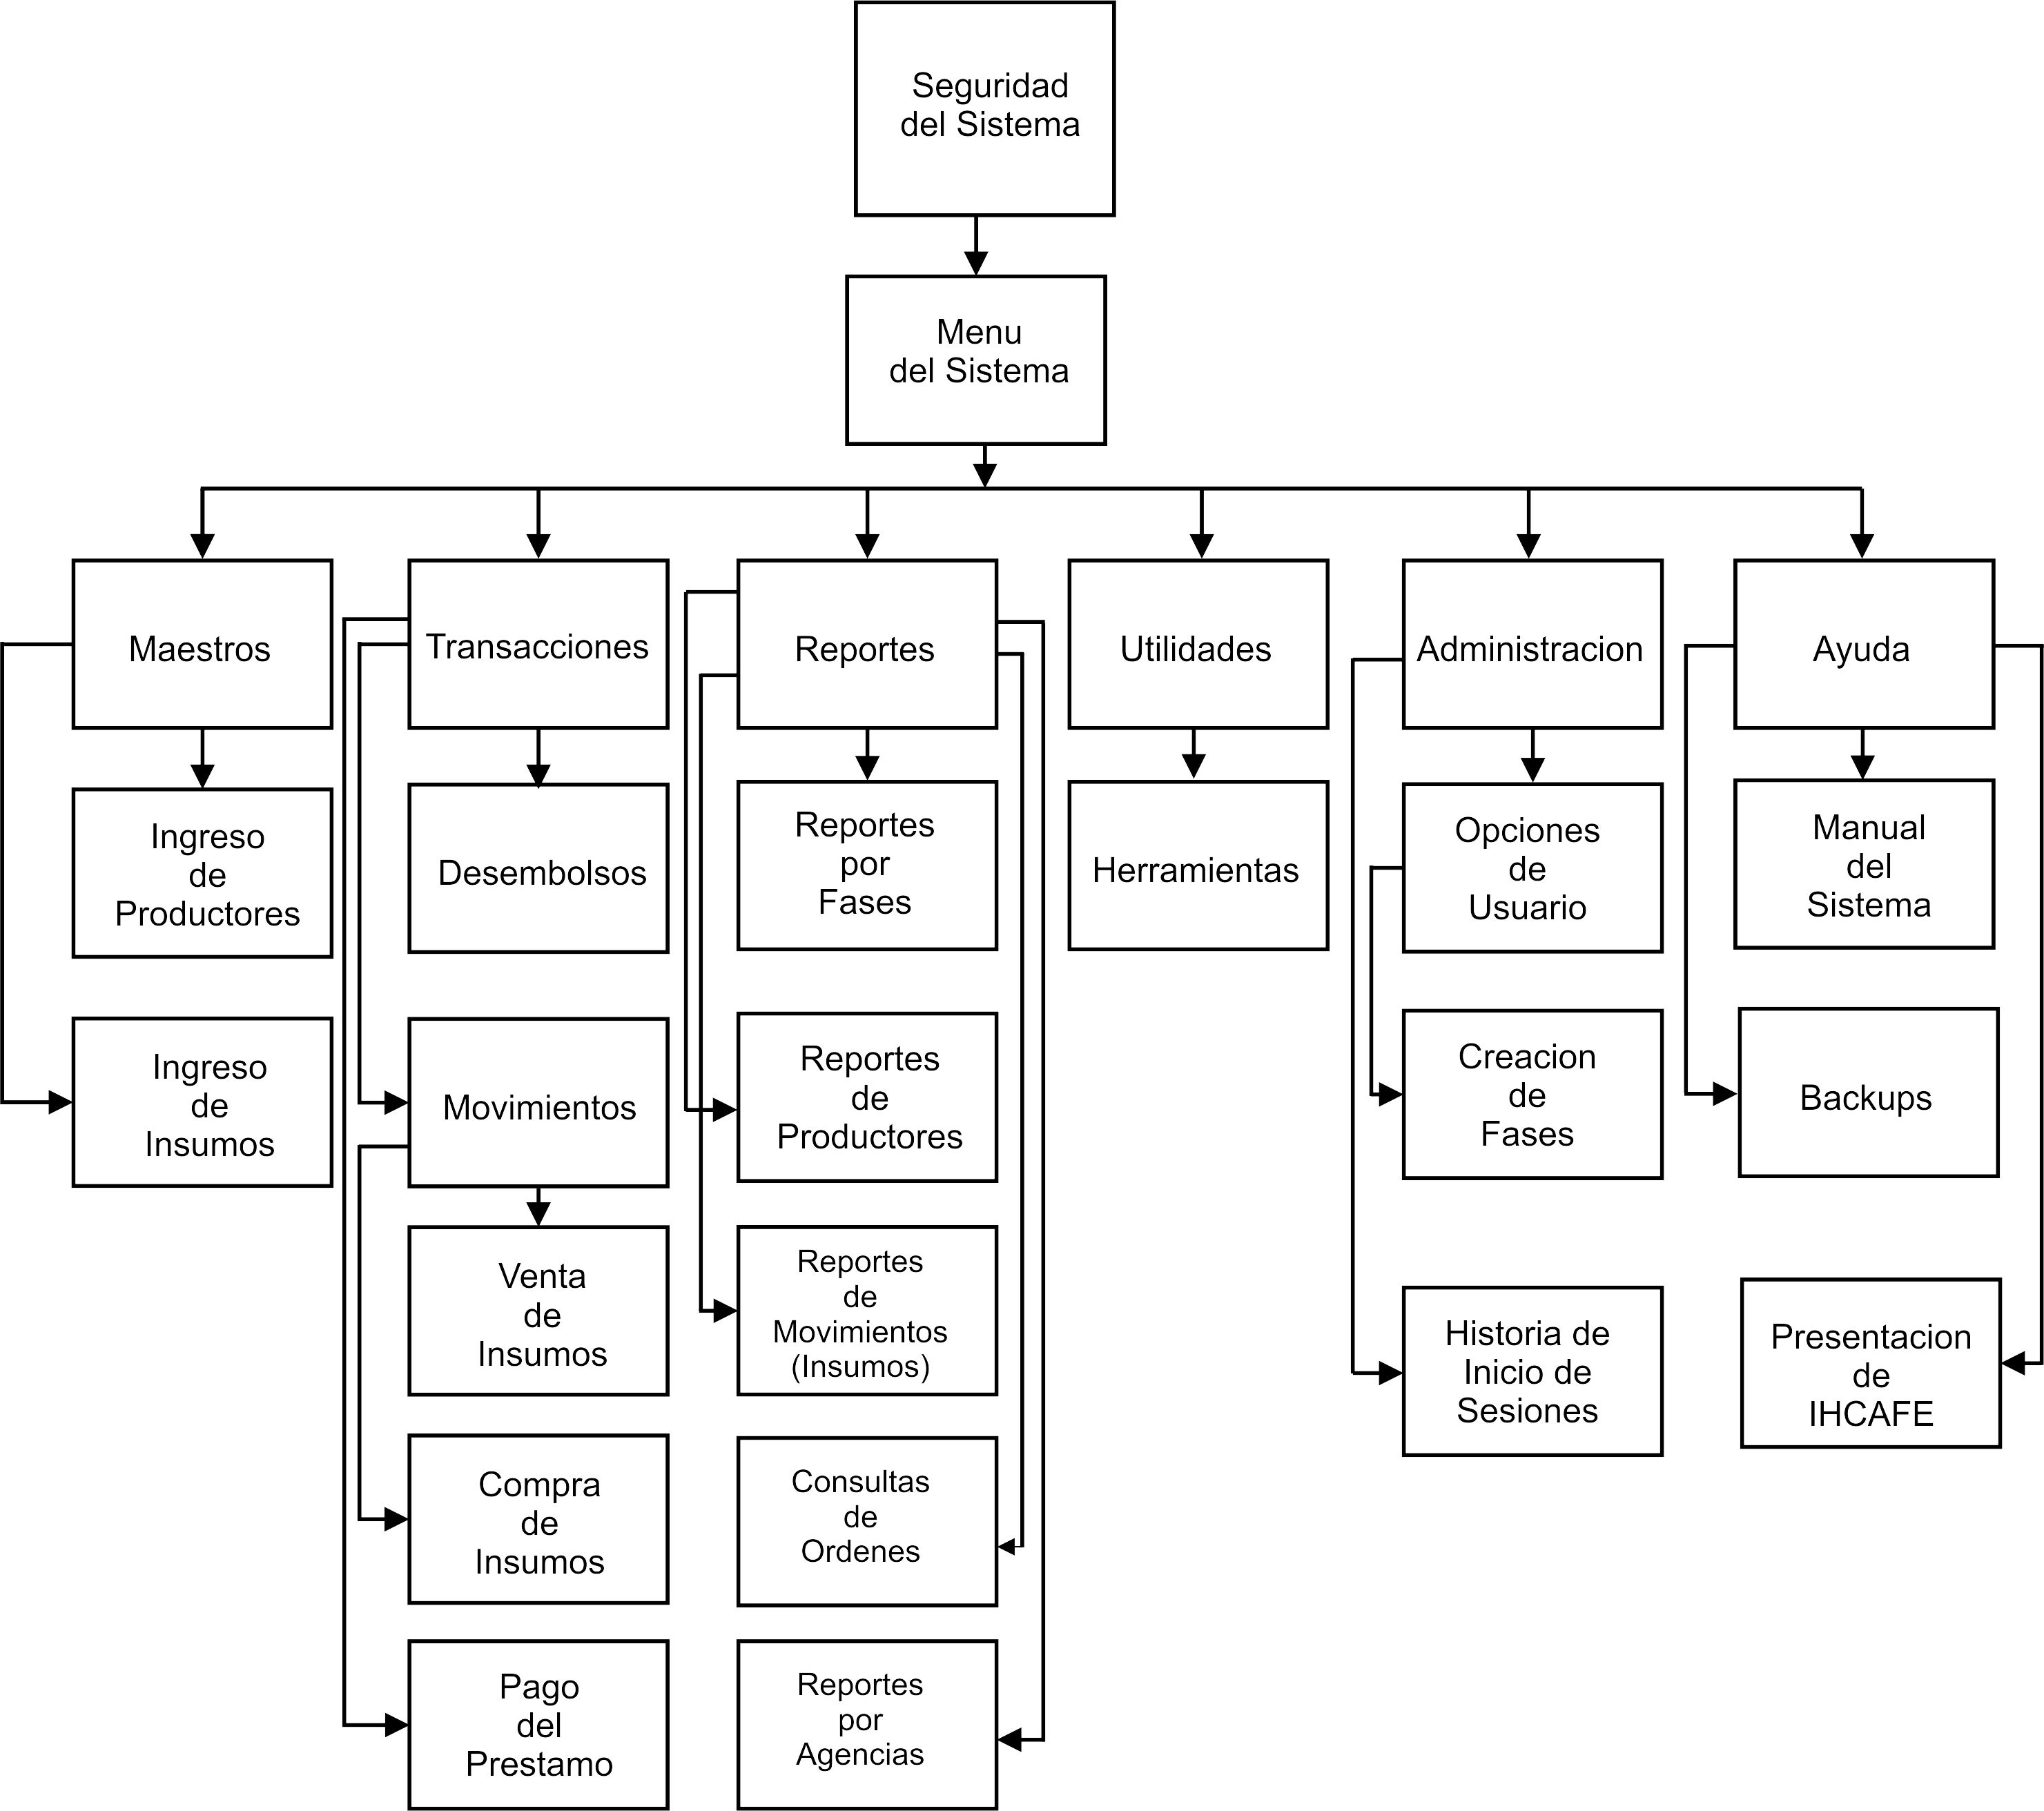 Seguridad
del Sistema
Menu
del Sistema
Maestros
Transacciones
Reportes
Utilidades
Administracion
Ayuda
Ingreso
de
Productores
Desembolsos
Reportes
por
Fases
Herramientas
Opciones
de
Usuario
Manual
del
Sistema
Ingreso
de
Insumos
Movimientos
Reportes
de
Productores
Creacion
de
Fases
Backups
Venta
de
Insumos
Reportes
de
Movimientos
(Insumos)
Historia de
Inicio de
Sesiones
Presentacion
de
IHCAFE
Compra
de
Insumos
Consultas
de
Ordenes
Pago
del
Prestamo
Reportes
por
Agencias